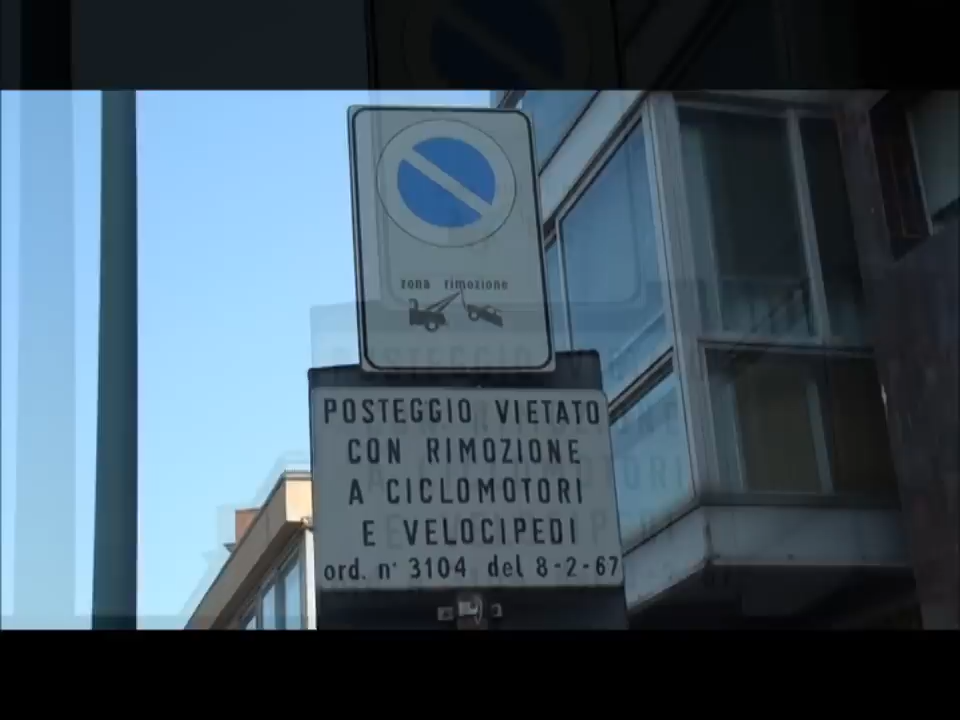 zona rimozione
POSTEGGIO VIETATO
CON RIMOZIONE
A CICLOMOTORI
E VELOCIPEDI
ord. n° 3104 del 8-2-67